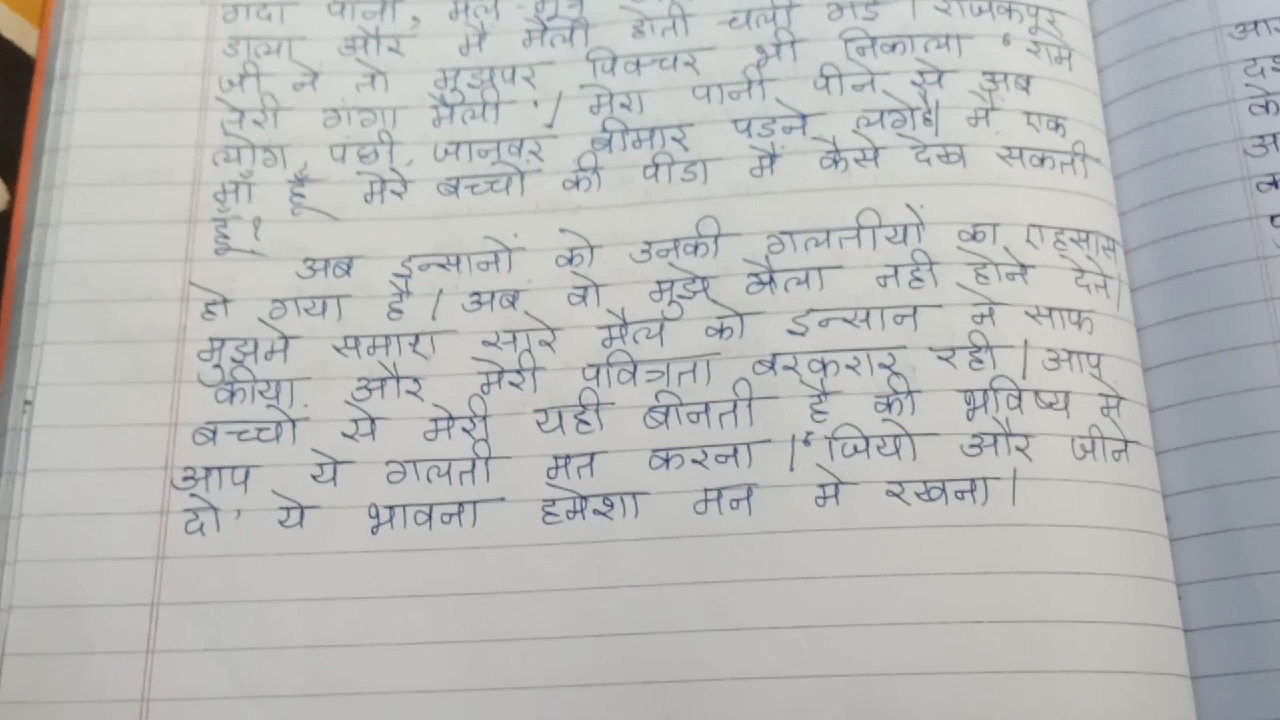 गंदा पानी, मल-मूत्र
डाला और मै मैली होती चली गई। राजकपूर
जी ने तो मुझपर पिक्चर भी निकाला 'राम
तेरी गंगा मैली'। मेरा पानी पीने से अब
लोग, पंछी, जानवर बीमार पडने लगेहै। मैं एक
माँ हूँ मेरे बच्चों की पीडा मैं कैसे देख सकती
हूँ?
अब इन्सानों को उनकी गलतीयों का एहसास
हो गया है। अब वो मुझे मैला नही होने देते।
मुझमे समाए सारे मैल को इन्सान ने साफ
कीया और मेरी पवित्रता बरकरार रही। आप
बच्चों से मेरी यही बीनती है की भविष्य मे
आप ये गलती मत करना। 'जियो और जीने
दो' ये भावना हमेशा मन मे रखना।